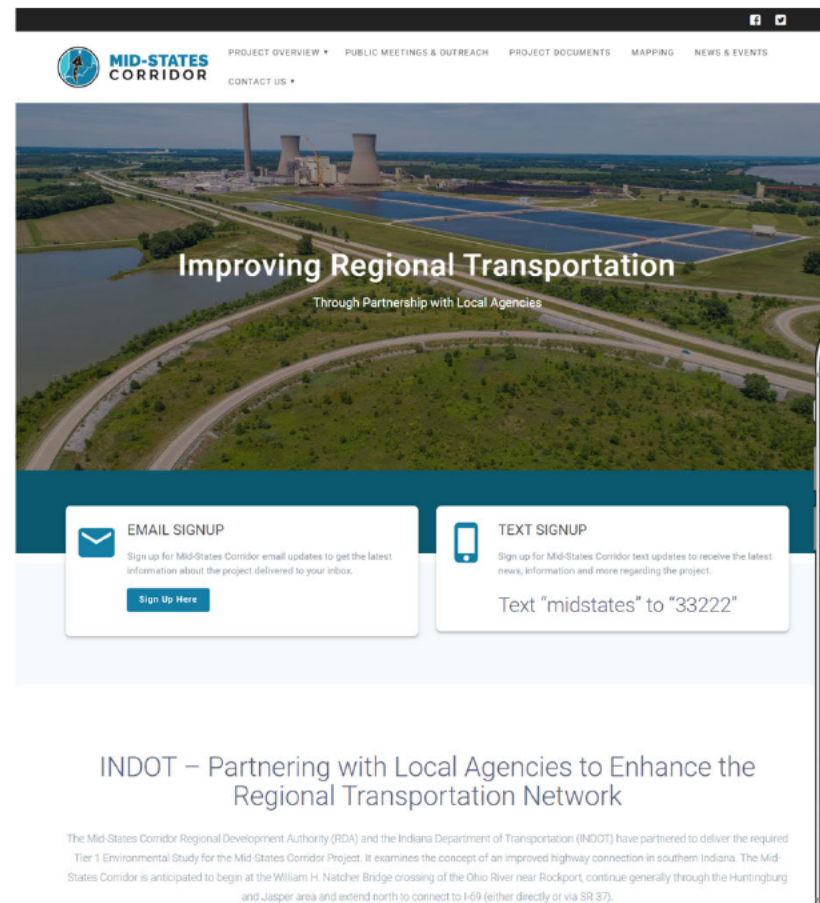 MID-STATES
CORRIDOR
PROJECT OVERVIEW ▾ PUBLIC MEETINGS & OUTREACH PROJECT DOCUMENTS MAPPING NEWS & EVENTS
CONTACT US ▾
Improving Regional Transportation
Through Partnership with Local Agencies
EMAIL SIGNUP
Sign up for Mid-States Corridor email updates to get the latest
information about the project delivered to your inbox.
Sign Up Here
TEXT SIGNUP
Sign up for Mid-States Corridor text updates to receive the latest
news, information and more regarding the project.
Text “midstates” to “33222”
INDOT – Partnering with Local Agencies to Enhance the
Regional Transportation Network
The Mid-States Corridor Regional Development Authority (RDA) and the Indiana Department of Transportation (INDOT) have partnered to deliver the required
Tier 1 Environmental Study for the Mid-States Corridor Project. It examines the concept of an improved highway connection in southern Indiana. The Mid-
States Corridor is anticipated to begin at the William H. Natcher Bridge crossing of the Ohio River near Rockport, continue generally through the Huntingburg
and Jasper area and extend north to connect to I-69 (either directly or via SR 37).